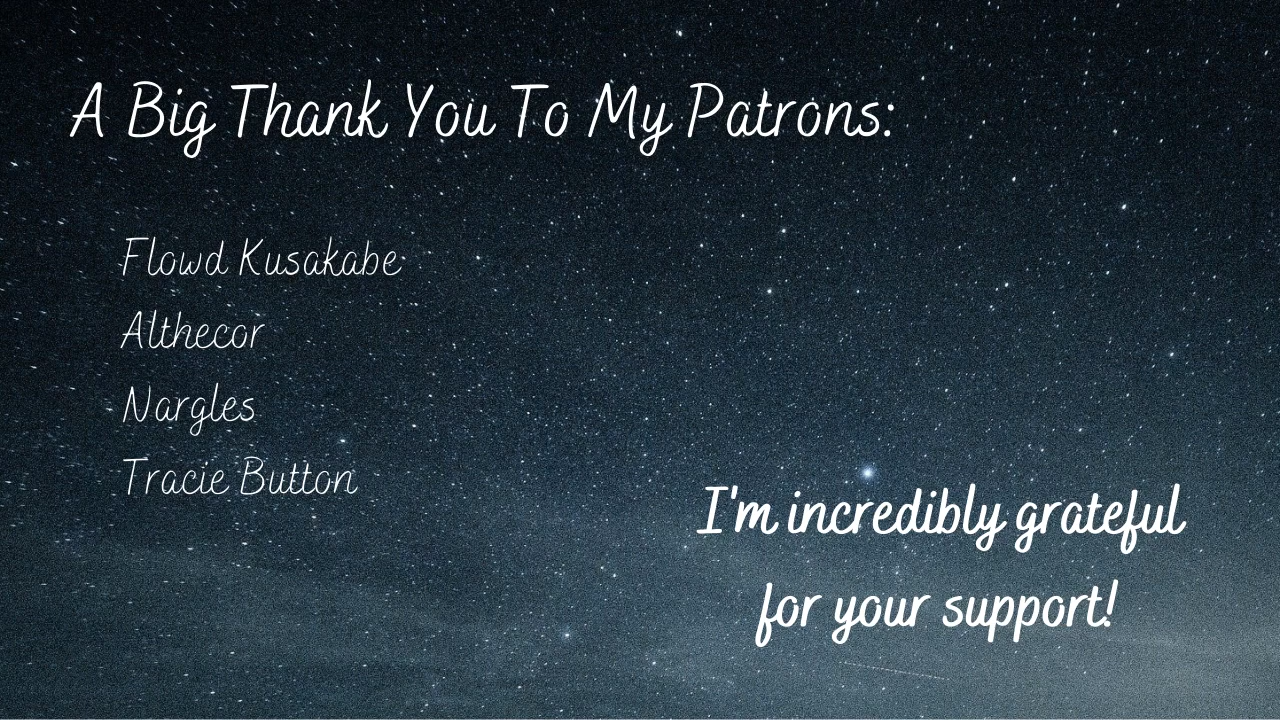 A Big Thank You To My Patrons:
Flowd Kusakabe
Althecor
Nargles
Tracie Button
I'm incredibly grateful
for your support!